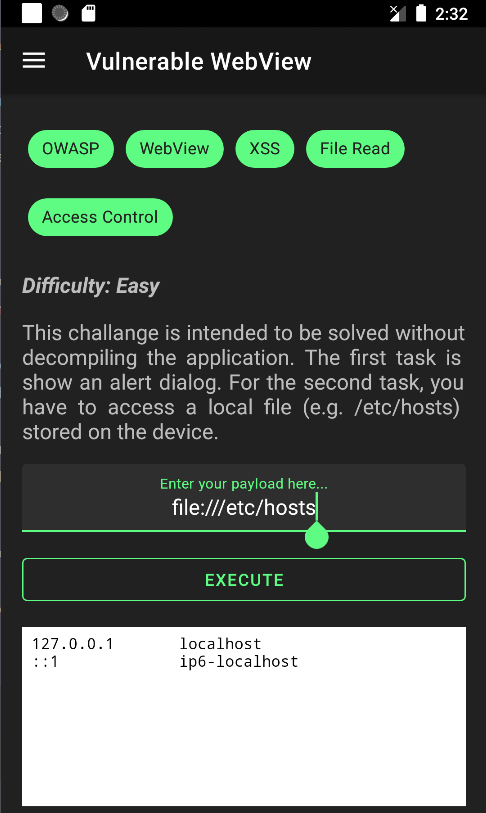 2:32
Vulnerable WebView
OWASP WebView XSS File Read
Access Control
Difficulty: Easy
This challange is intended to be solved without
decompiling the application. The first task is
show an alert dialog. For the second task, you
have to access a local file (e.g. /etc/hosts)
stored on the device.
Enter your payload here...
file:///etc/hosts
EXECUTE
127.0.0.1 localhost
::1 ip6-localhost